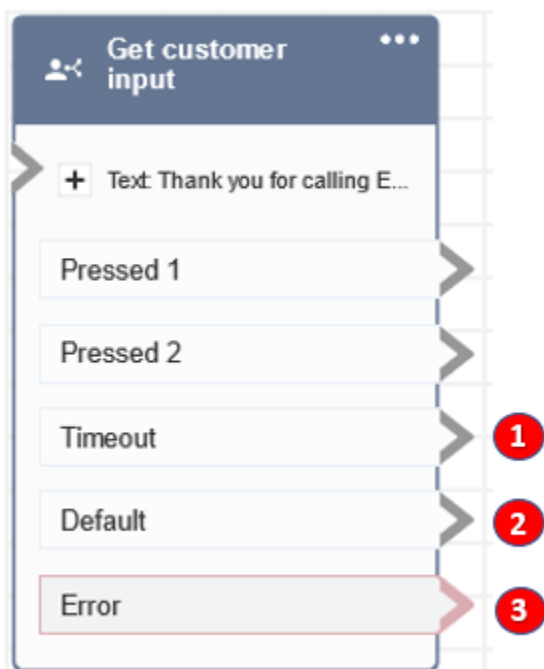 Get customer
input
Text: Thank you for calling E...
Pressed 1
Pressed 2
Timeout
1
Default
2
Error
3